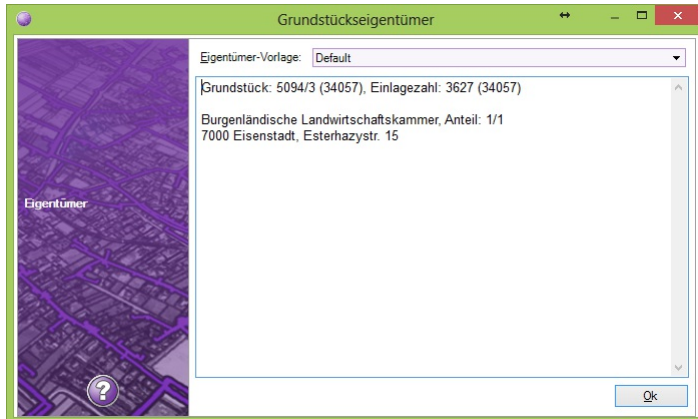 Grundstückseigentümer
Eigentümer-Vorlage: Default
Grundstück: 5094/3 (34057), Einlagezahl: 3627 (34057)
Burgenländische Landwirtschaftskammer, Anteil: 1/1
7000 Eisenstadt, Esterhazystr. 15
Eigentümer
?
Ok